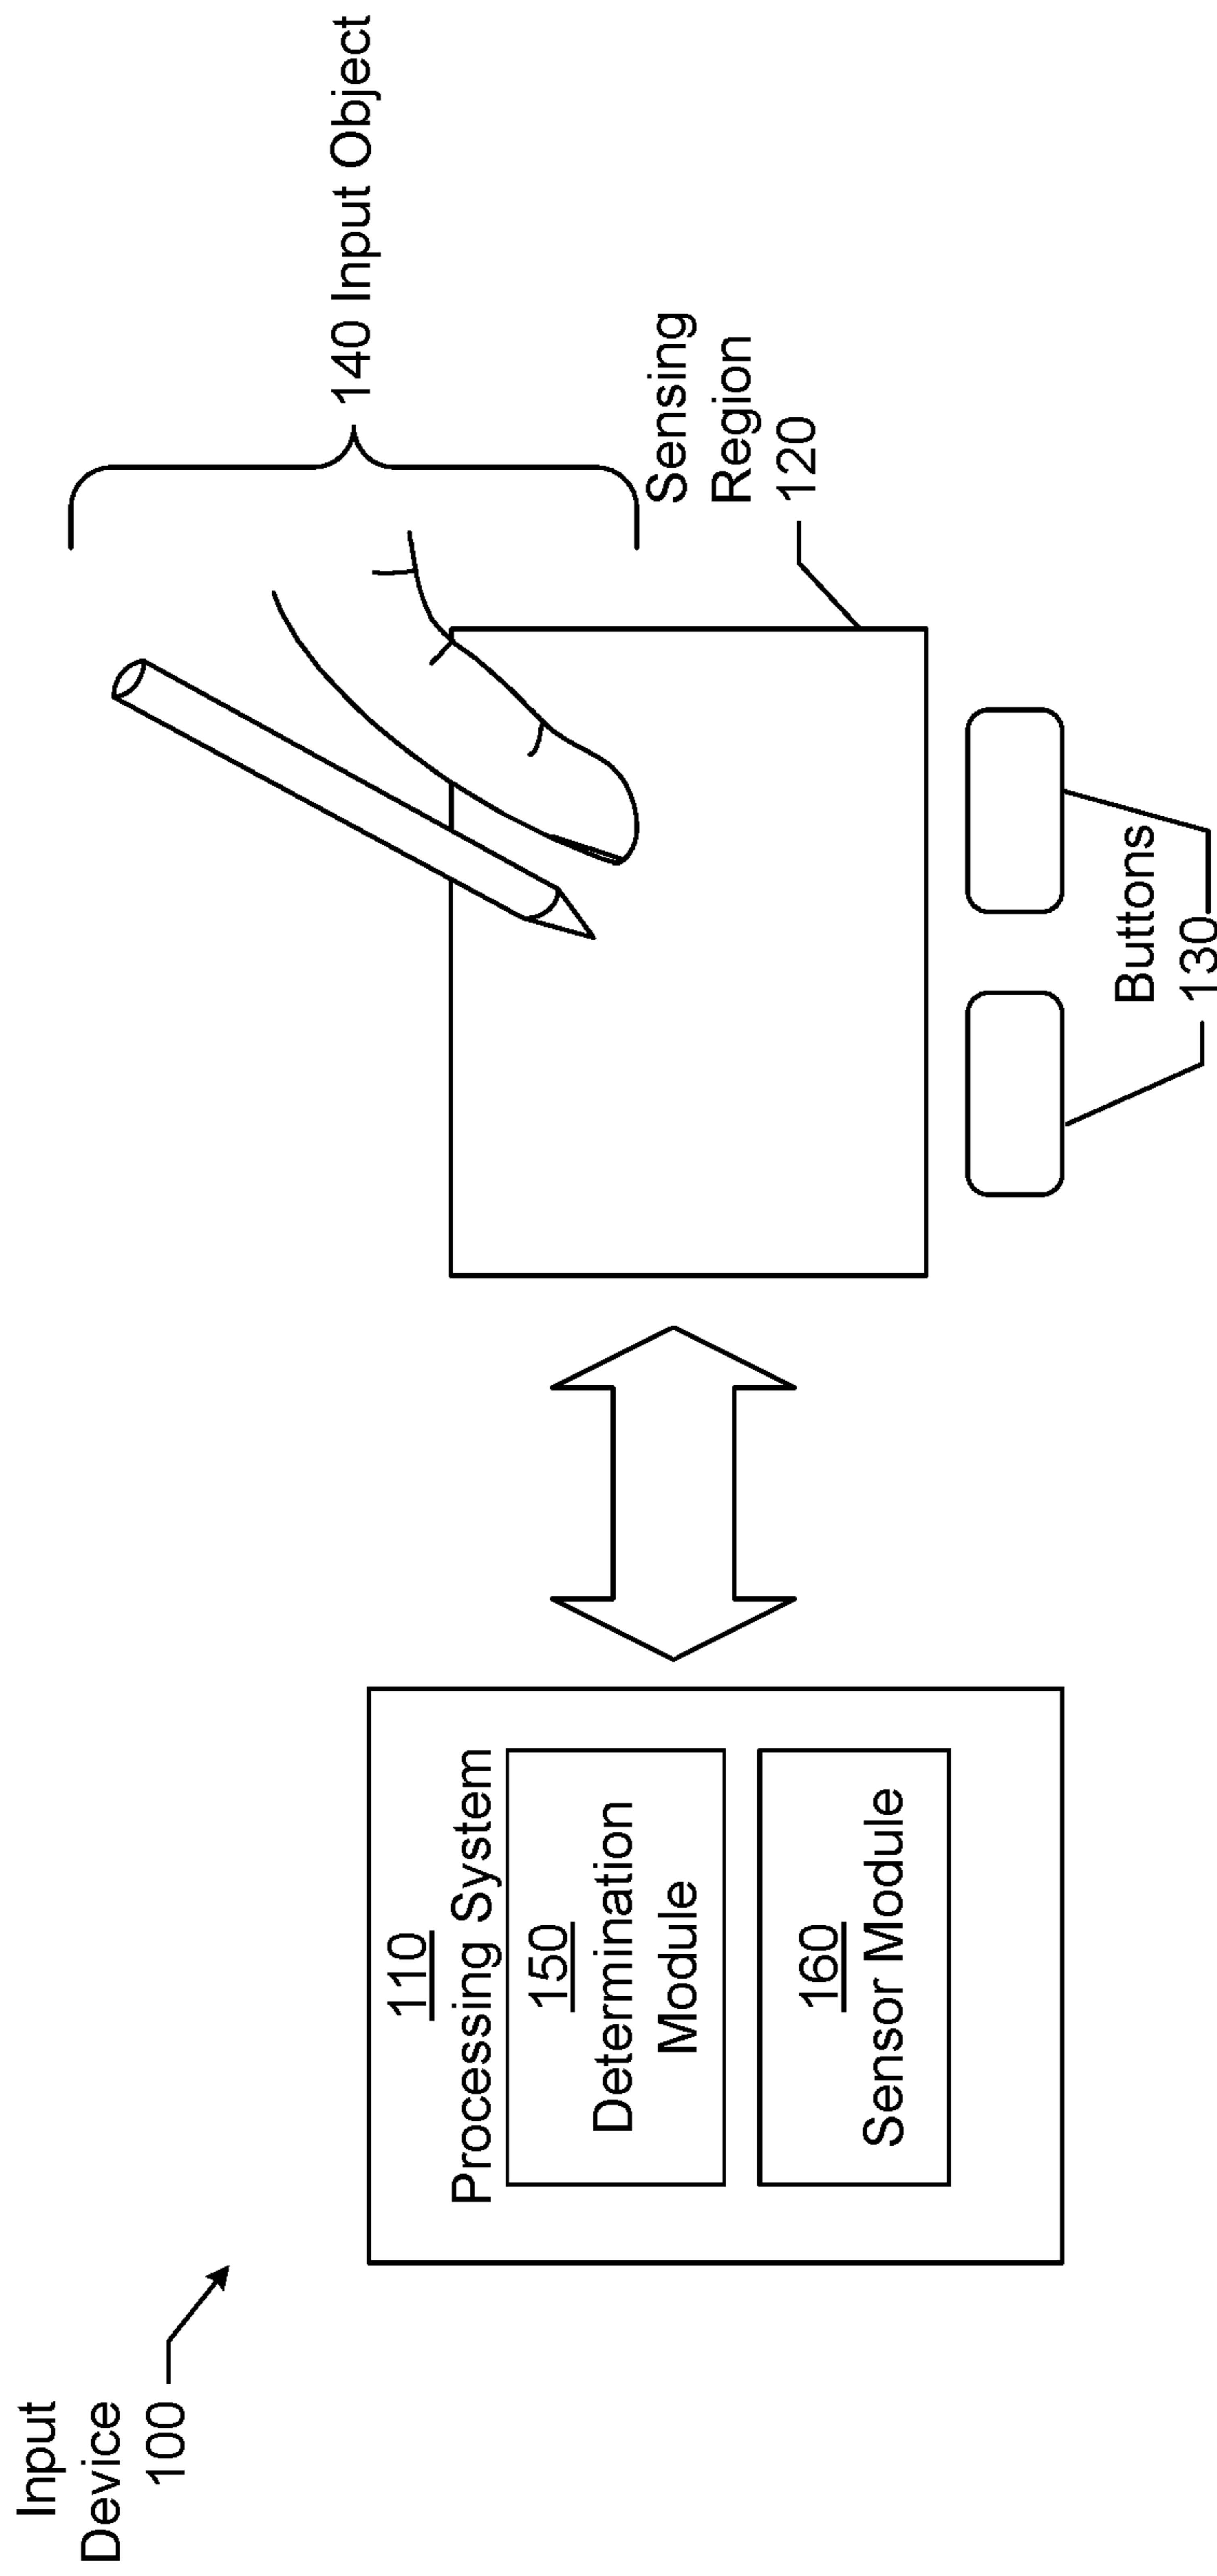 Input
Device
100
110
Processing System
150
Determination
Module
160
Sensor Module
140 Input Object
Sensing
Region
120
Buttons
130